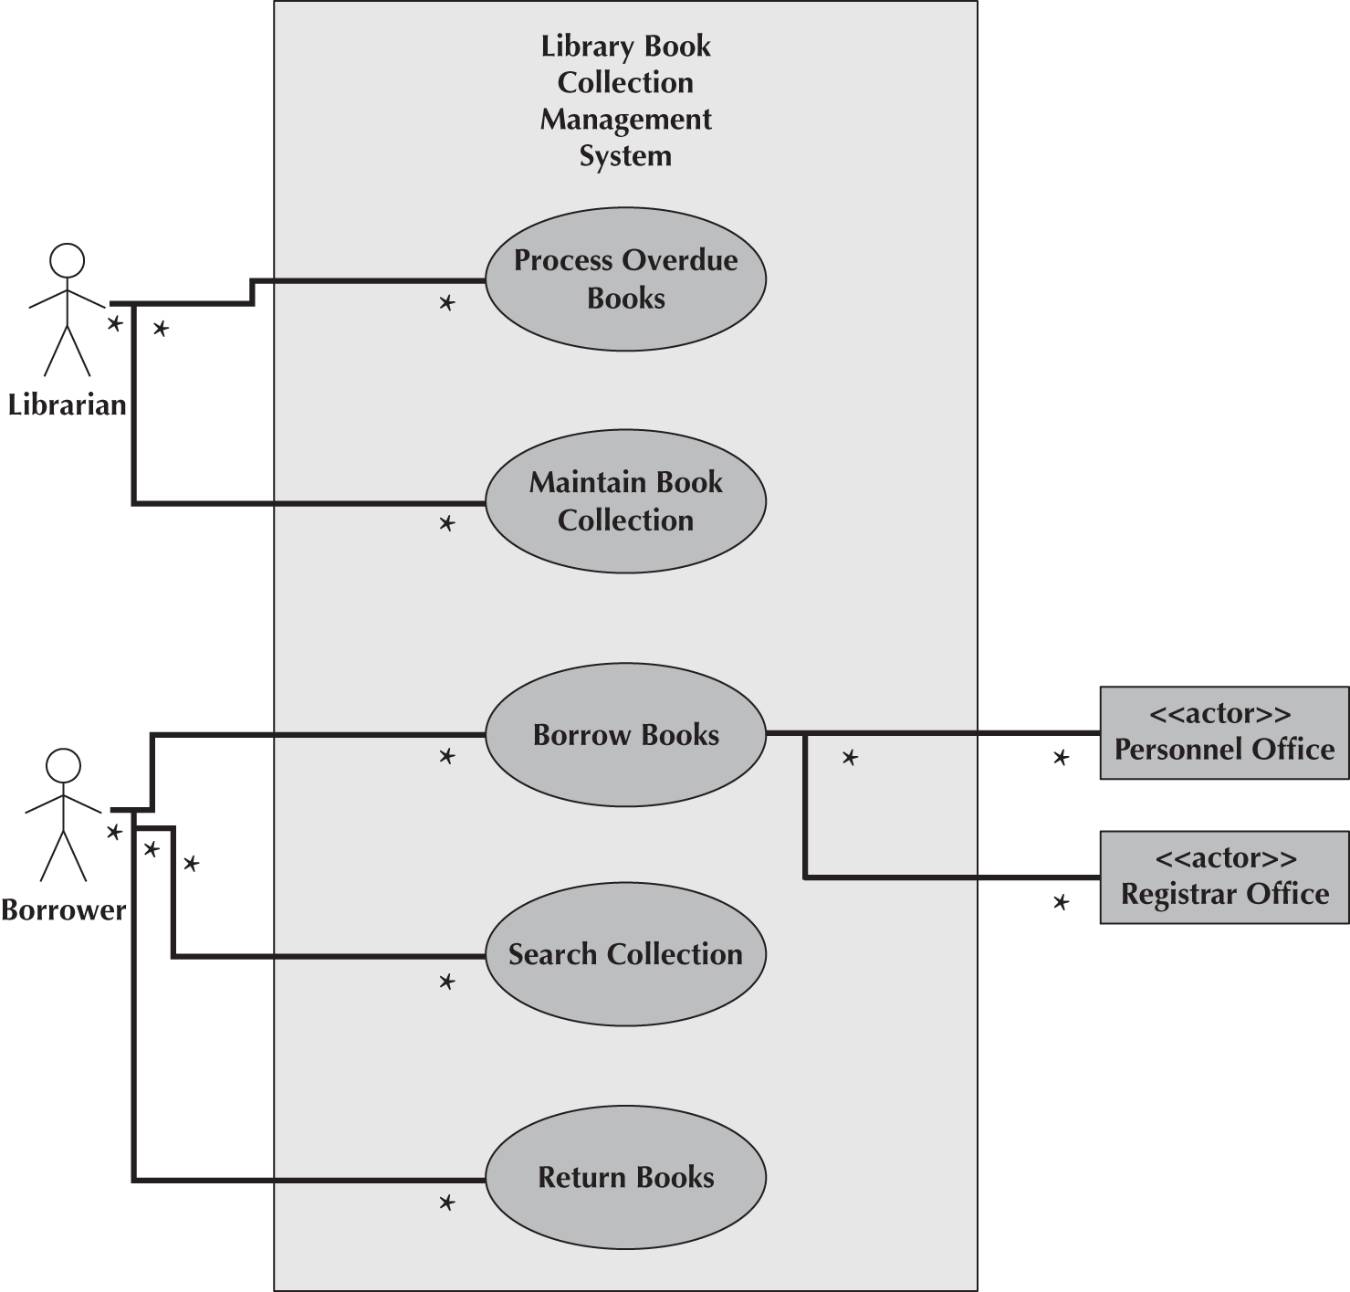 Library Book
Collection
Management
System
Process Overdue
Books
*
*
*
Librarian
Maintain Book
Collection
*
Borrow Books
*
*
*
<<actor>>
Personnel Office
*
*
*
Borrower
<<actor>>
Registrar Office
*
Search Collection
*
Return Books
*